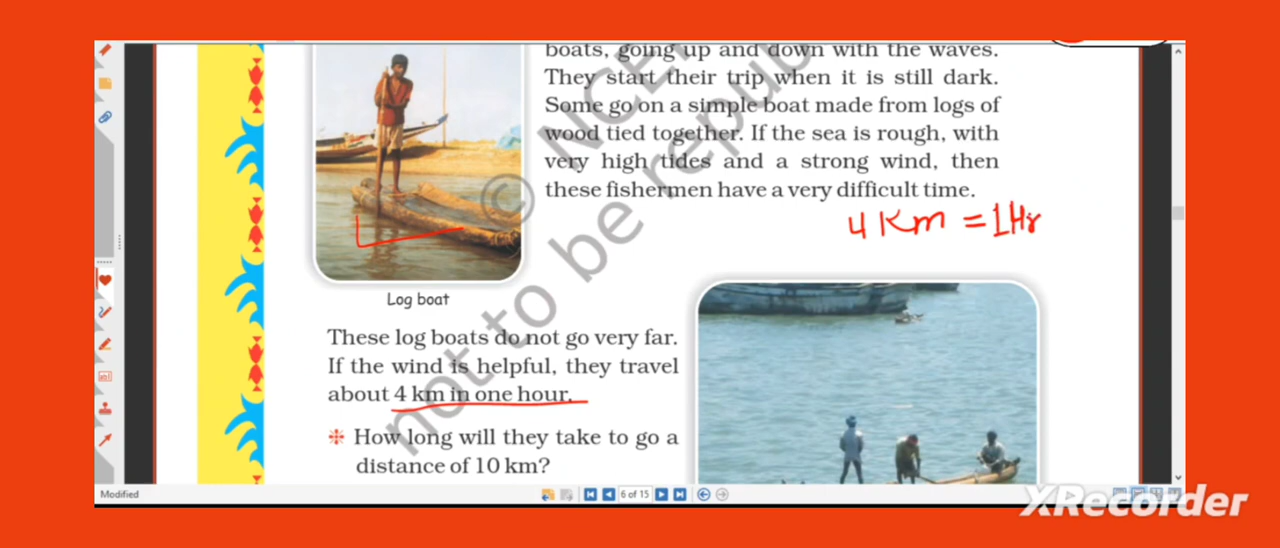 boats, going up and down with the waves.
They start their trip when it is still dark.
Some go on a simple boat made from logs of
wood tied together. If the sea is rough, with
very high tides and a strong wind, then
these fishermen have a very difficult time.
4 Km = 1 Hr
Log boat
These log boats do not go very far.
If the wind is helpful, they travel
about 4 km in one hour.
How long will they take to go a
distance of 10 km?
not to be republ
© NCE
Modified
6 of 15
XRecorder